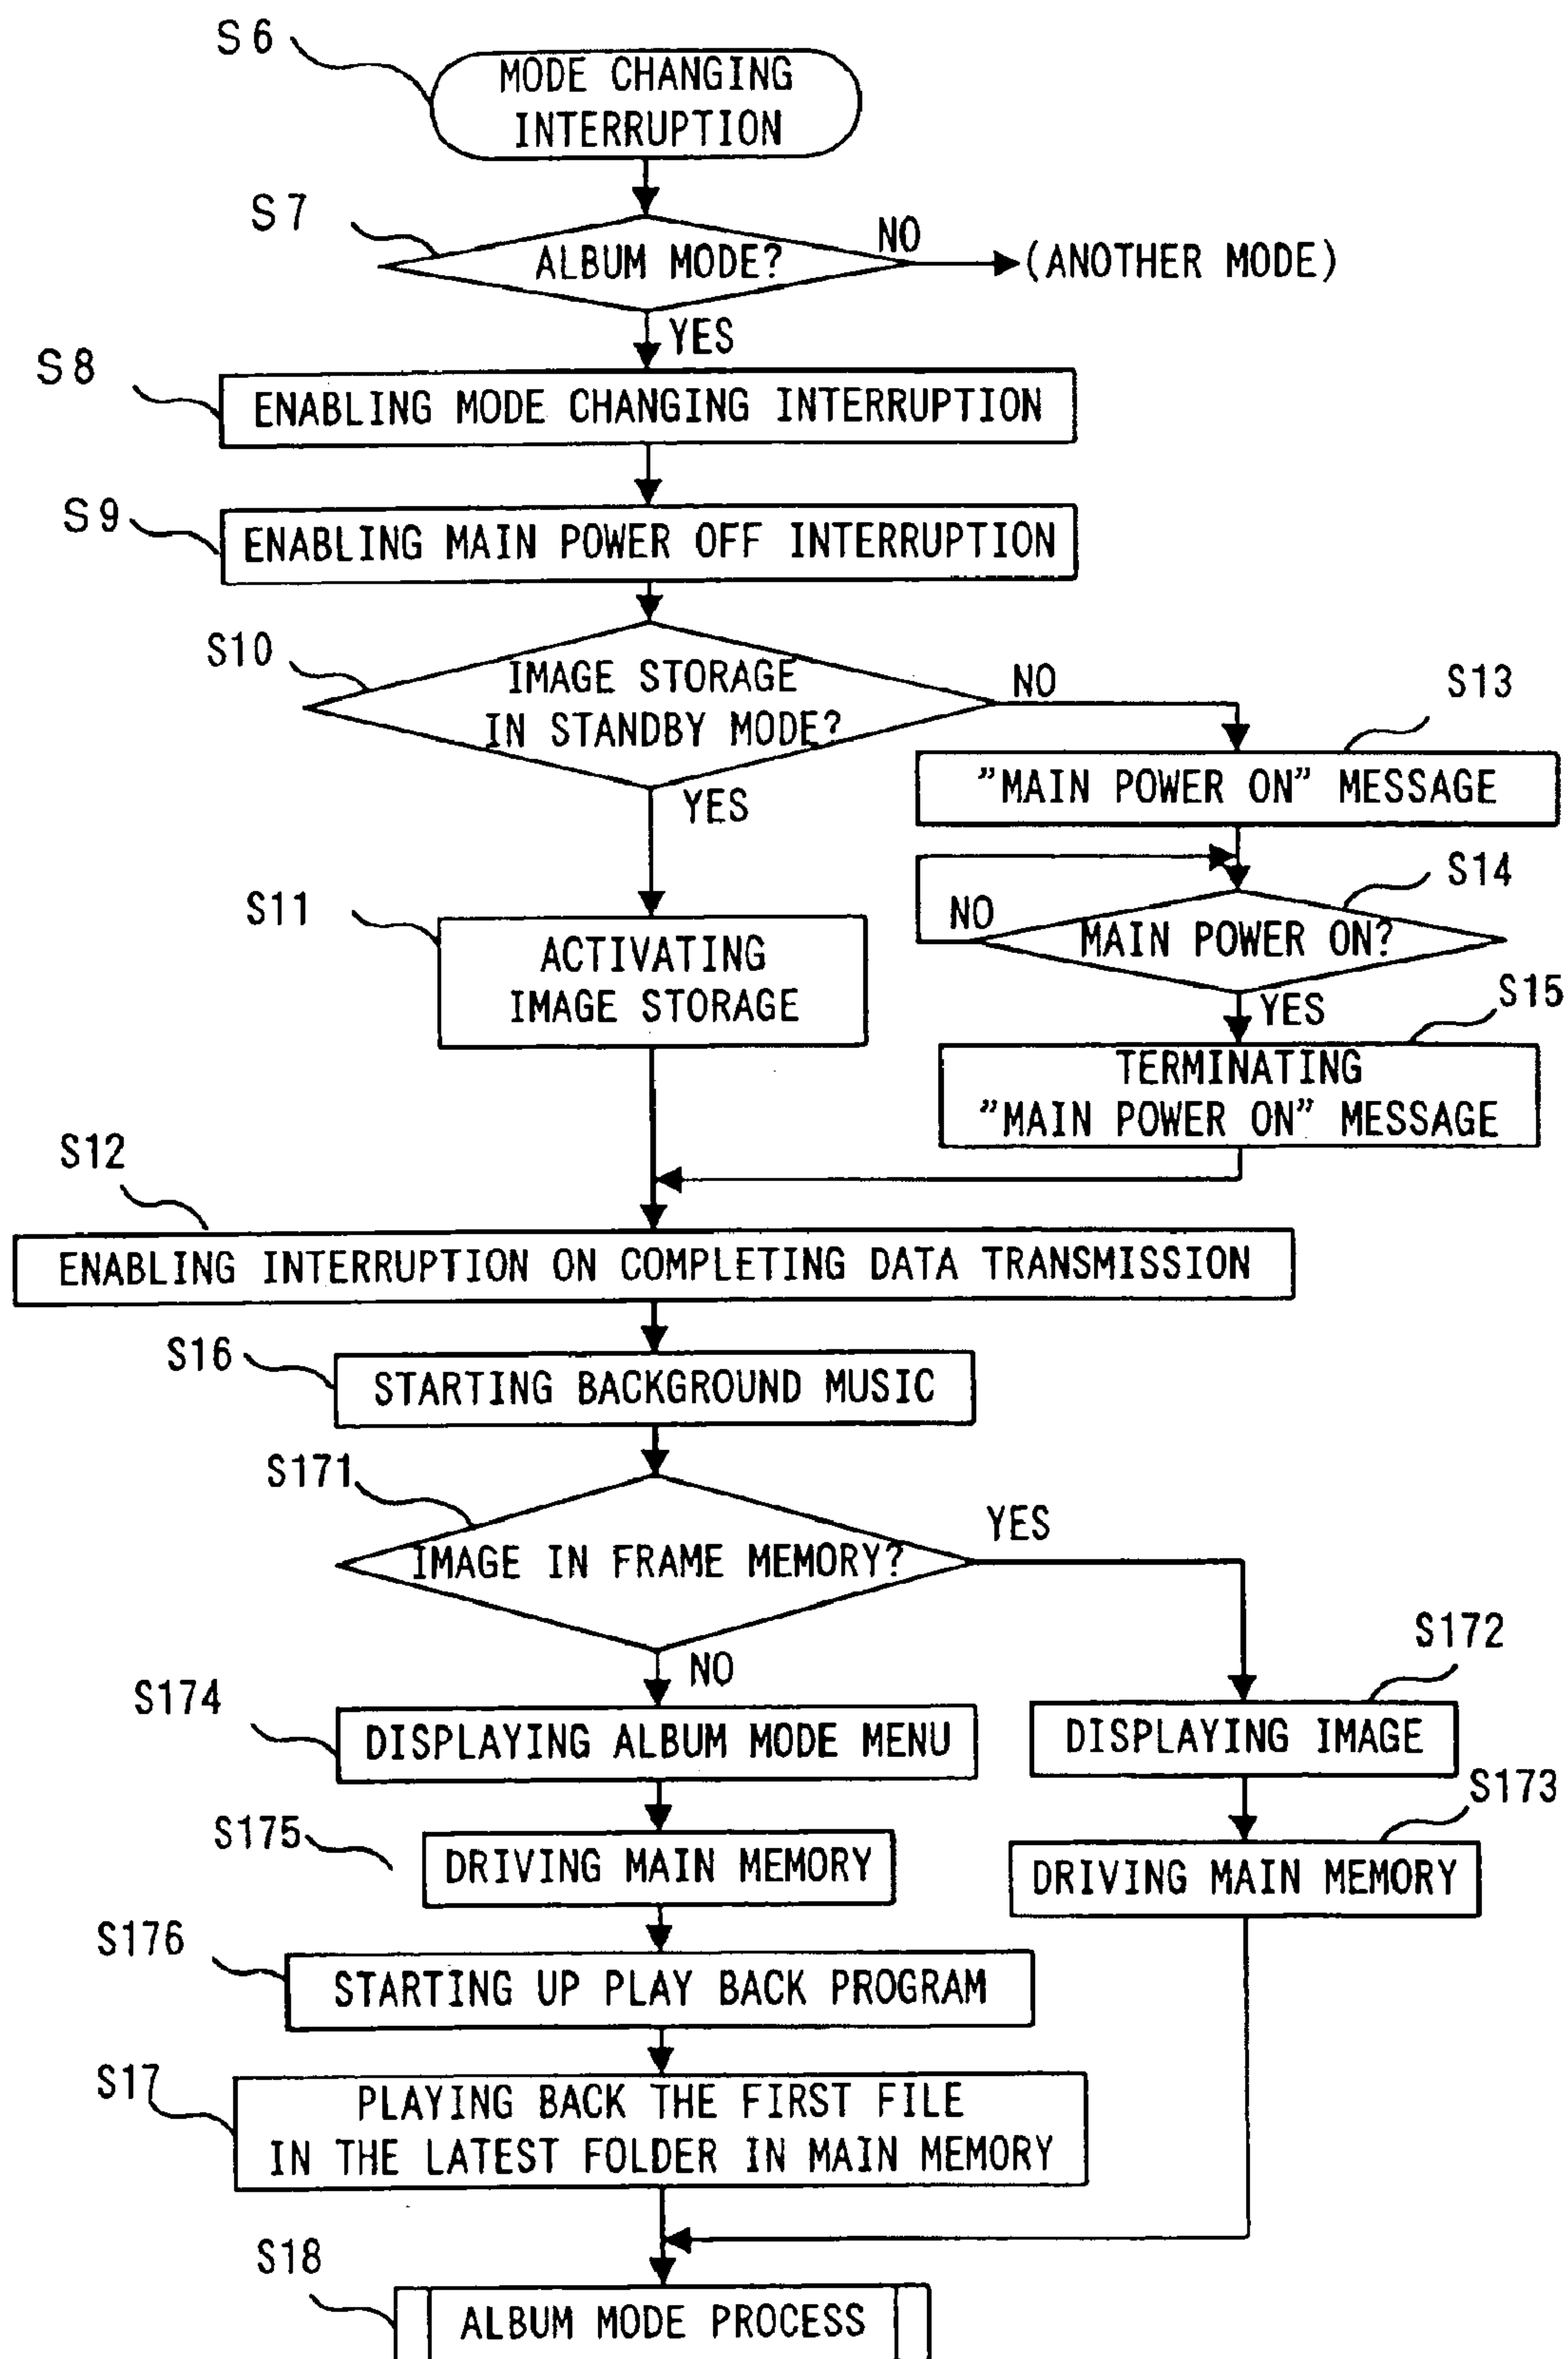 S6
MODE CHANGING
INTERRUPTION
S7
ALBUM MODE?
NO
(ANOTHER MODE)
YES
S8
ENABLING MODE CHANGING INTERRUPTION
S9
ENABLING MAIN POWER OFF INTERRUPTION
S10
IMAGE STORAGE
IN STANDBY MODE?
NO
YES
S13
"MAIN POWER ON" MESSAGE
S14
MAIN POWER ON?
NO
YES
S11
ACTIVATING
IMAGE STORAGE
S15
TERMINATING
"MAIN POWER ON" MESSAGE
S12
ENABLING INTERRUPTION ON COMPLETING DATA TRANSMISSION
S16
STARTING BACKGROUND MUSIC
S171
IMAGE IN FRAME MEMORY?
YES
NO
S172
DISPLAYING IMAGE
S174
DISPLAYING ALBUM MODE MENU
S173
DRIVING MAIN MEMORY
S175
DRIVING MAIN MEMORY
S176
STARTING UP PLAY BACK PROGRAM
S17
PLAYING BACK THE FIRST FILE
IN THE LATEST FOLDER IN MAIN MEMORY
S18
ALBUM MODE PROCESS